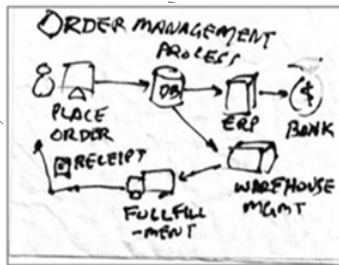 ORDER MANAGEMENT
PROCESS
DB
PLACE
ORDER
ERP
$
BANK
RECEIPT
WAREHOUSE
MGMT
FULLFILL
-MENT